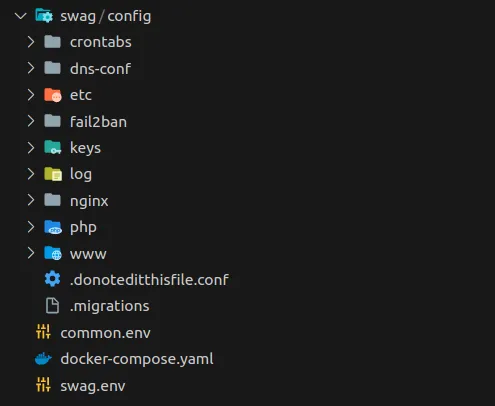 swag / config
crontabs
dns-conf
etc
fail2ban
keys
log
nginx
php
www
.donoteditthisfile.conf
.migrations
common.env
docker-compose.yaml
swag.env